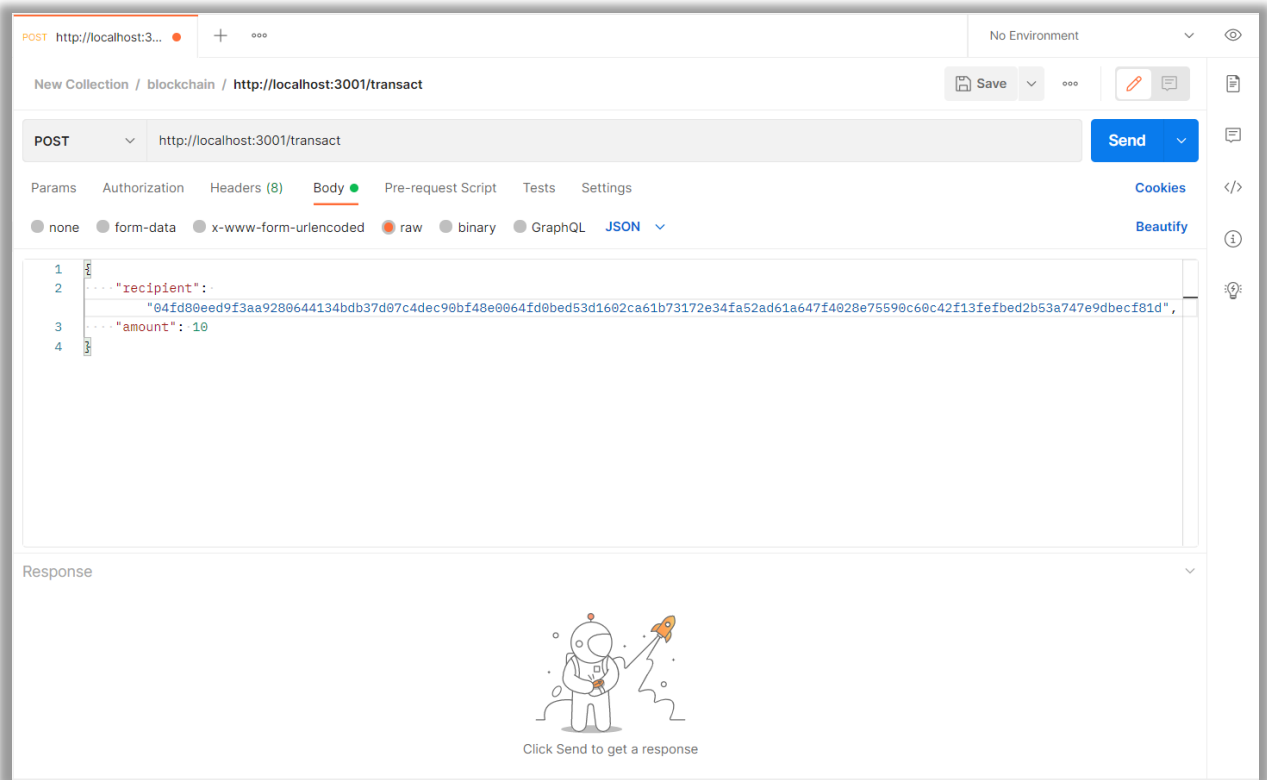 POST http://localhost:3...
No Environment
New Collection / blockchain / http://localhost:3001/transact
Save
POST http://localhost:3001/transact
Send
Params Authorization Headers (8) Body Pre-request Script Tests Settings Cookies
none form-data x-www-form-urlencoded raw binary GraphQL JSON Beautify
1 {
2 "recipient":
"04fd80eed9f3aa9280644134bdb37d07c4dec90bf48e0064fd0bed53d1602ca61b73172e34fa52ad61a647f4028e75590c60c42f13fefbed2b53a747e9dbecf81d",
3 "amount": 10
4 }
Response
Click Send to get a response